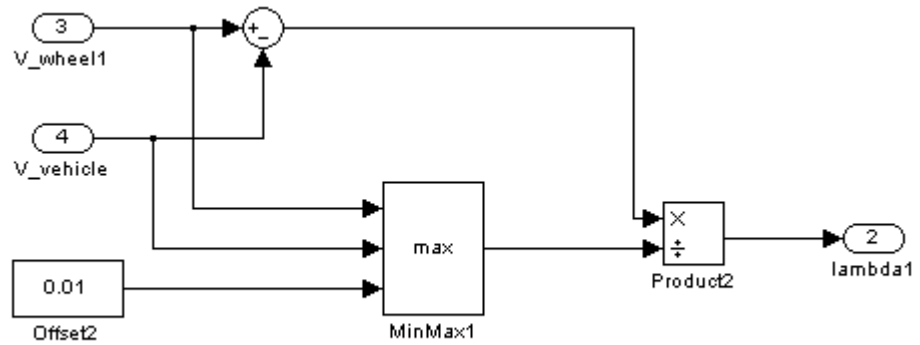 3
V_wheel1
+
−
4
V_vehicle
max
MinMax1
0.01
Offset2
×
÷
Product2
2
lambda1